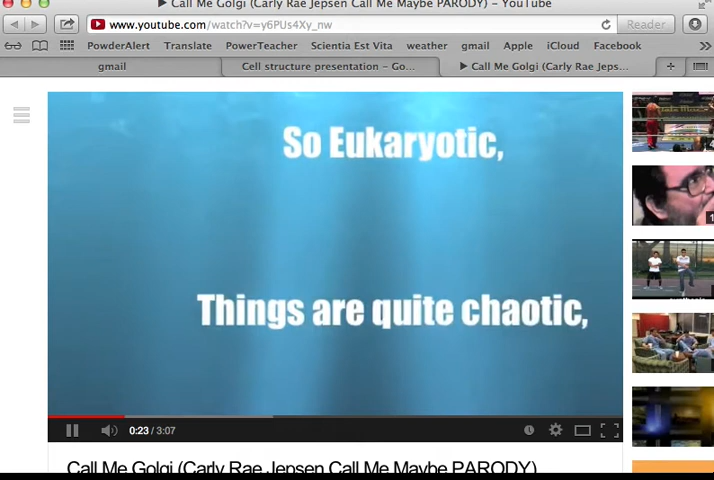 ▶ Call Me Golgi (Carly Rae Jepsen Call Me Maybe PARODY) – YouTube
www.youtube.com/watch?v=y6PUs4Xy_nw
Reader
PowderAlert Translate PowerTeacher Scientia Est Vita weather gmail Apple iCloud Facebook
gmail
Cell structure presentation – Go...
▶ Call Me Golgi (Carly Rae Jeps...
So Eukaryotic,
Things are quite chaotic,
0:23 / 3:07
Call Me Golgi (Carly Rae Jepsen Call Me Maybe PARODY)